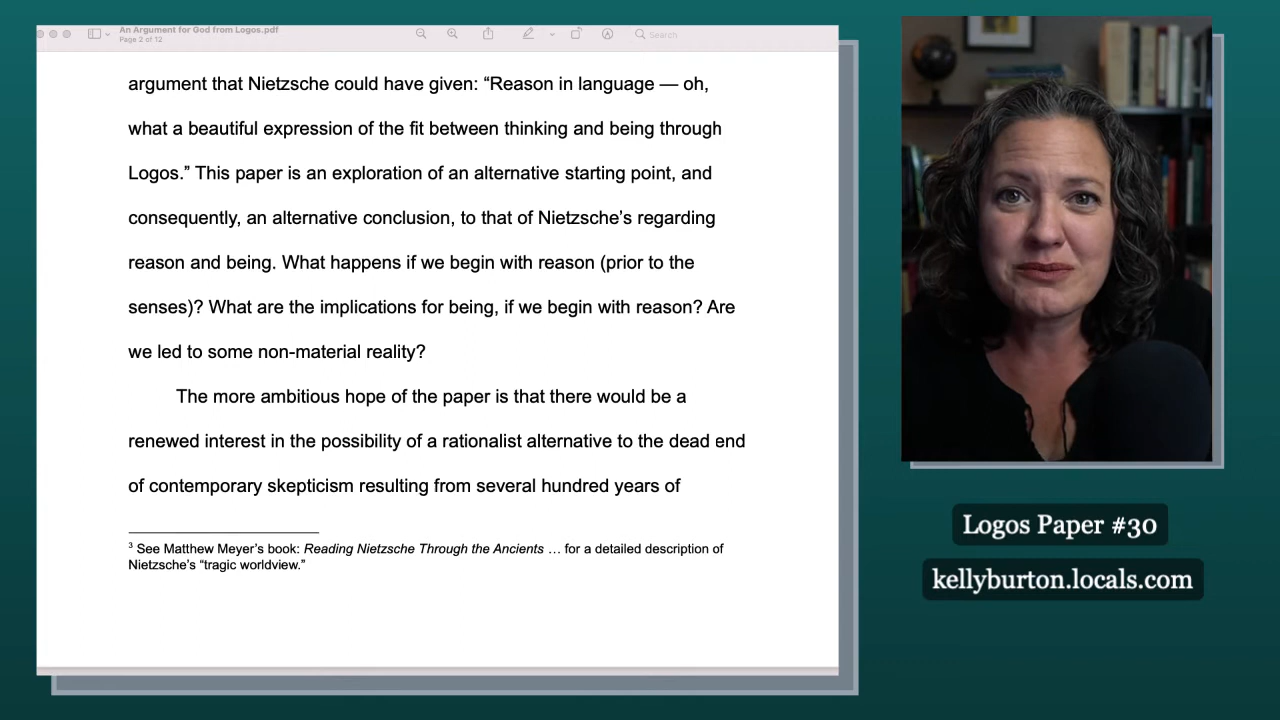 An Argument for God from Logos.pdf
Page 2 of 12
Search
argument that Nietzsche could have given: “Reason in language — oh,
what a beautiful expression of the fit between thinking and being through
Logos.” This paper is an exploration of an alternative starting point, and
consequently, an alternative conclusion, to that of Nietzsche’s regarding
reason and being. What happens if we begin with reason (prior to the
senses)? What are the implications for being, if we begin with reason? Are
we led to some non-material reality?
The more ambitious hope of the paper is that there would be a
renewed interest in the possibility of a rationalist alternative to the dead end
of contemporary skepticism resulting from several hundred years of
3 See Matthew Meyer’s book: Reading Nietzsche Through the Ancients … for a detailed description of
Nietzsche’s “tragic worldview.”
Logos Paper #30
kellyburton.locals.com